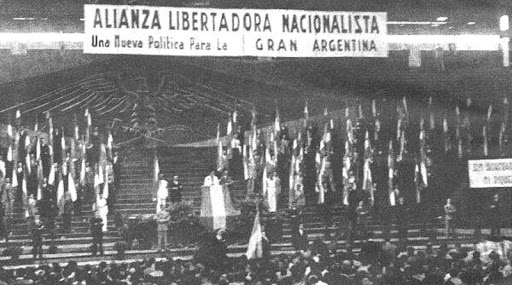 ALIANZA LIBERTADORA NACIONALISTA
Una Nueva Politica Para La GRAN ARGENTINA